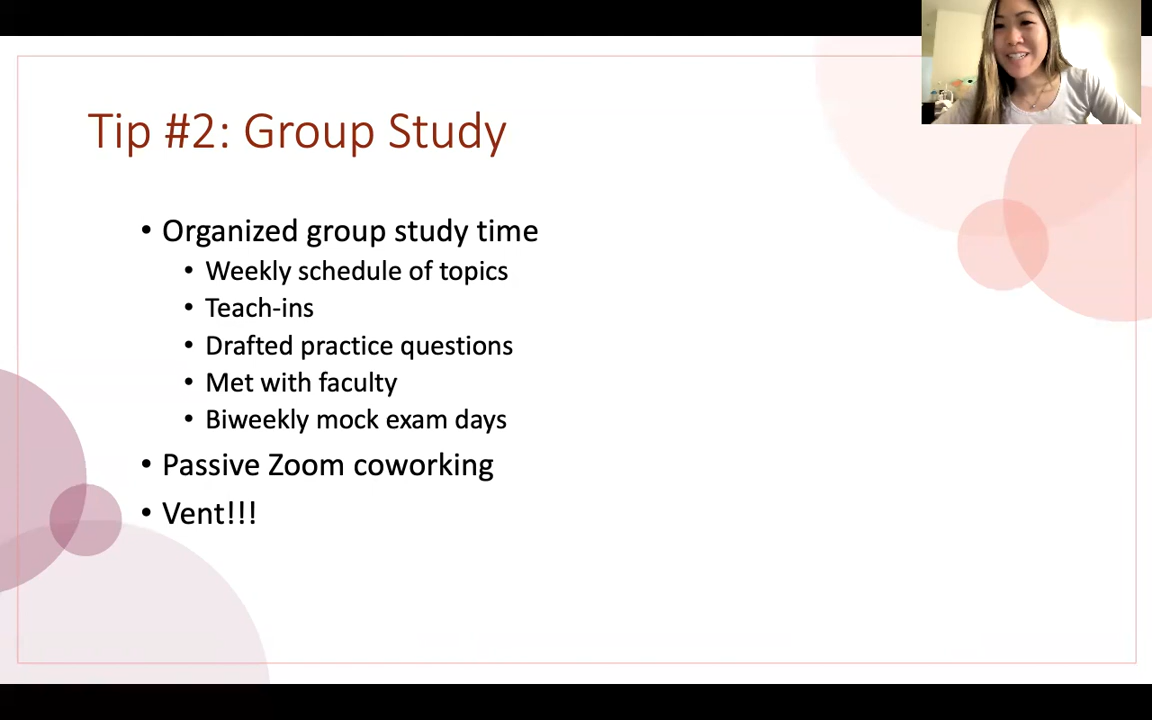 Tip #2: Group Study
• Organized group study time
• Weekly schedule of topics
• Teach-ins
• Drafted practice questions
• Met with faculty
• Biweekly mock exam days
• Passive Zoom coworking
• Vent!!!